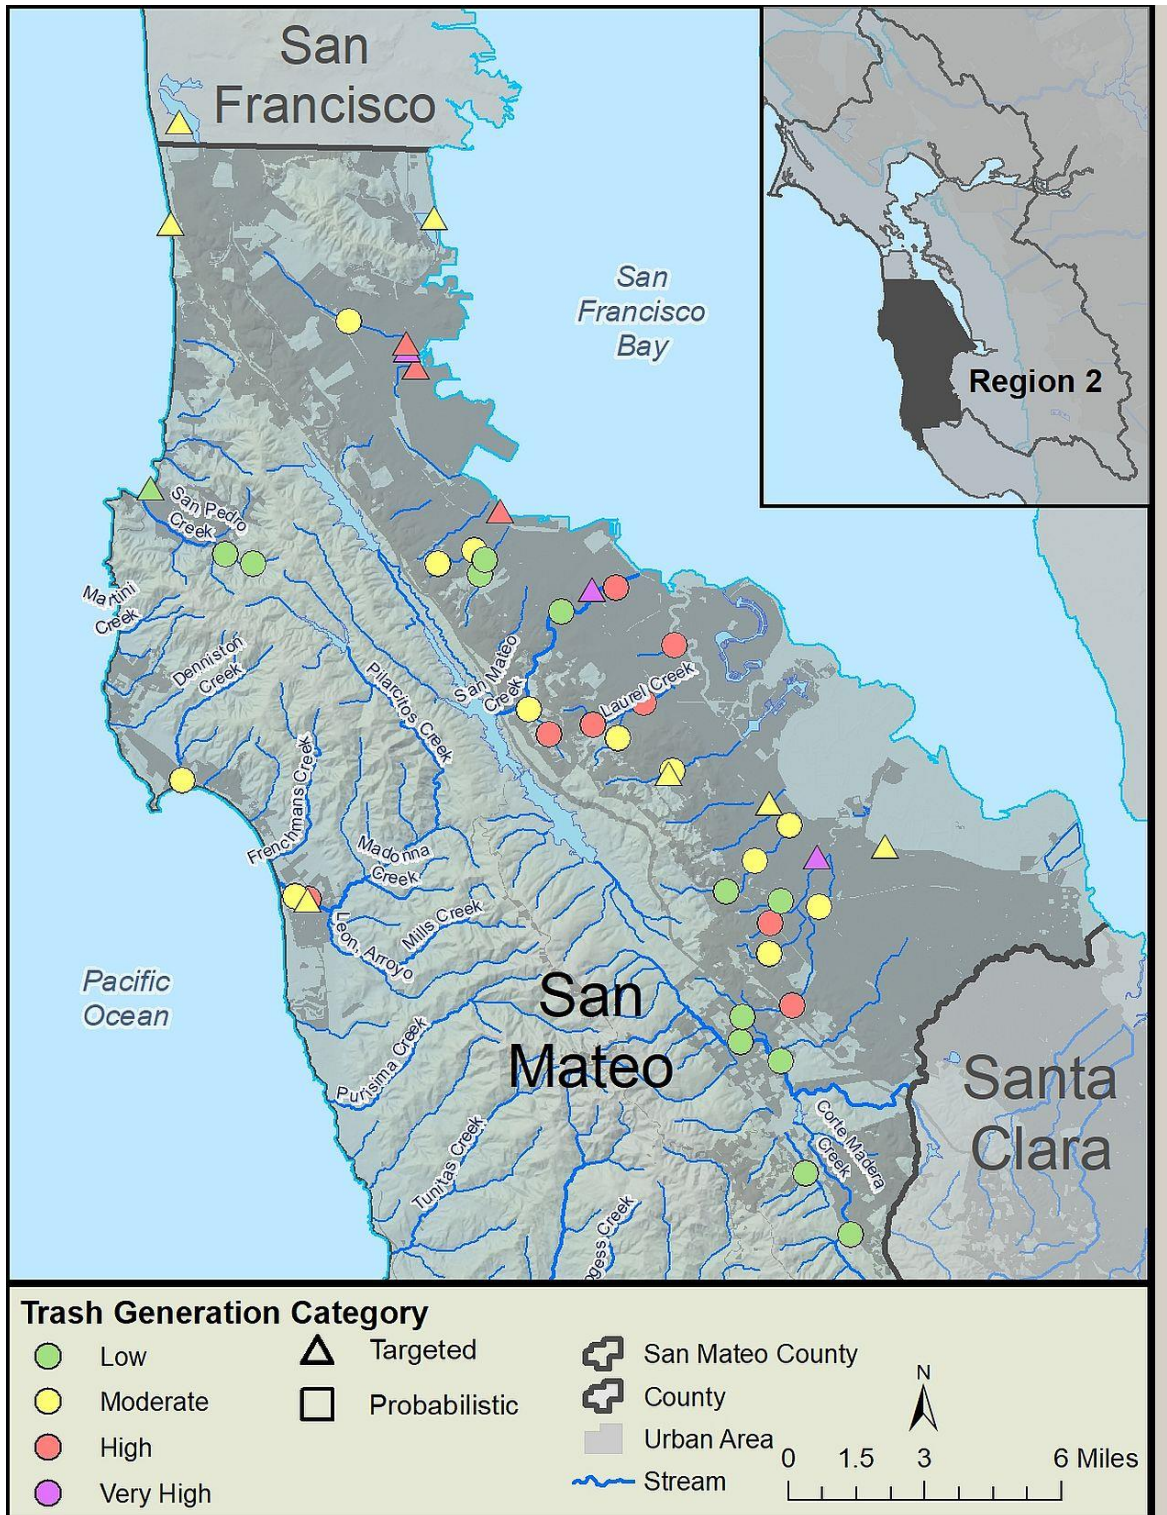 San
Francisco
San
Francisco
Bay
Region 2
San Pedro
Creek
Martini
Creek
Denniston
Creek
Pilarcitos Creek
San Mateo
Creek
Laurel Creek
Frenchmans Creek
Madonna
Creek
Mills Creek
Leon, Arroyo
Pacific
Ocean
San
Mateo
Purisima Creek
Tunitas Creek
ogess Creek
Corte Madera
Creek
Santa
Clara
Trash Generation Category
Low
Moderate
High
Very High
Targeted
Probabilistic
San Mateo County
County
Urban Area
Stream
N
0 1.5 3 6 Miles